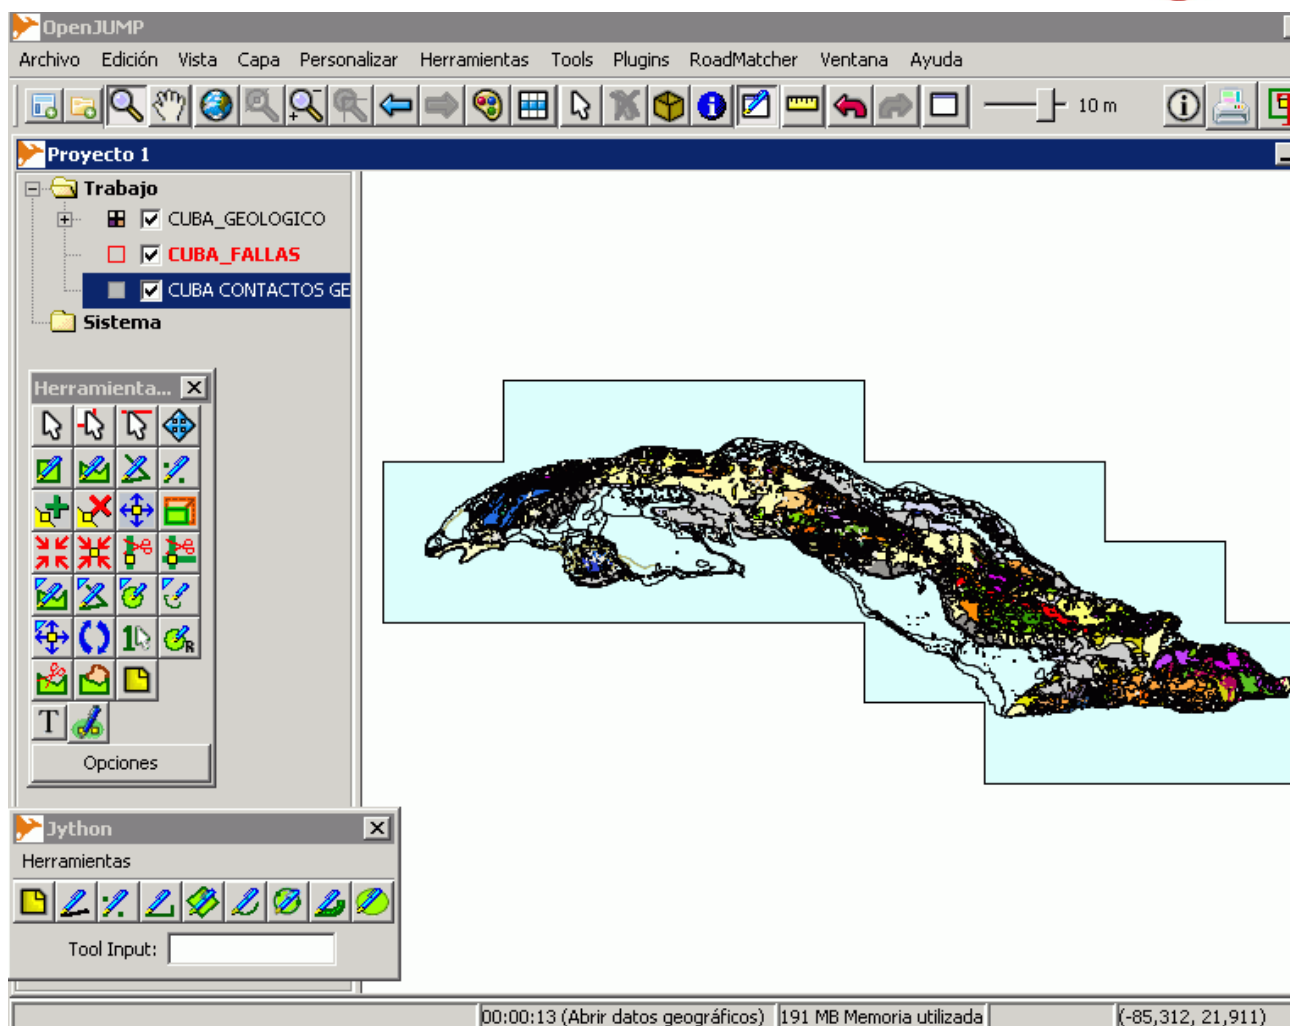 OpenJUMP
Archivo Edición Vista Capa Personalizar Herramientas Tools Plugins RoadMatcher Ventana Ayuda
10 m
Proyecto 1
Trabajo
CUBA_GEOLOGICO
CUBA_FALLAS
CUBA CONTACTOS GE
Sistema
Herramienta...
1
R
T
Opciones
Jython
Herramientas
Tool Input:
00:00:13 (Abrir datos geográficos) 191 MB Memoria utilizada (-85,312, 21,911)